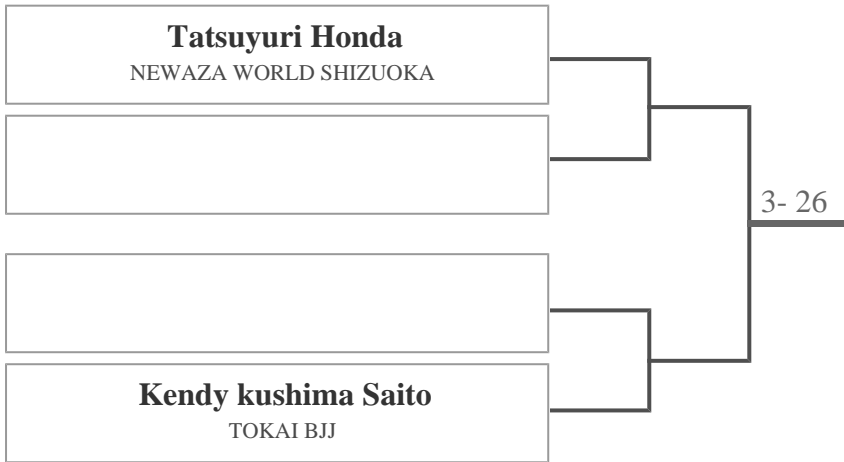 Tatsuyuri Honda
NEWAZA WORLD SHIZUOKA
3- 26
Kendy kushima Saito
TOKAI BJJ